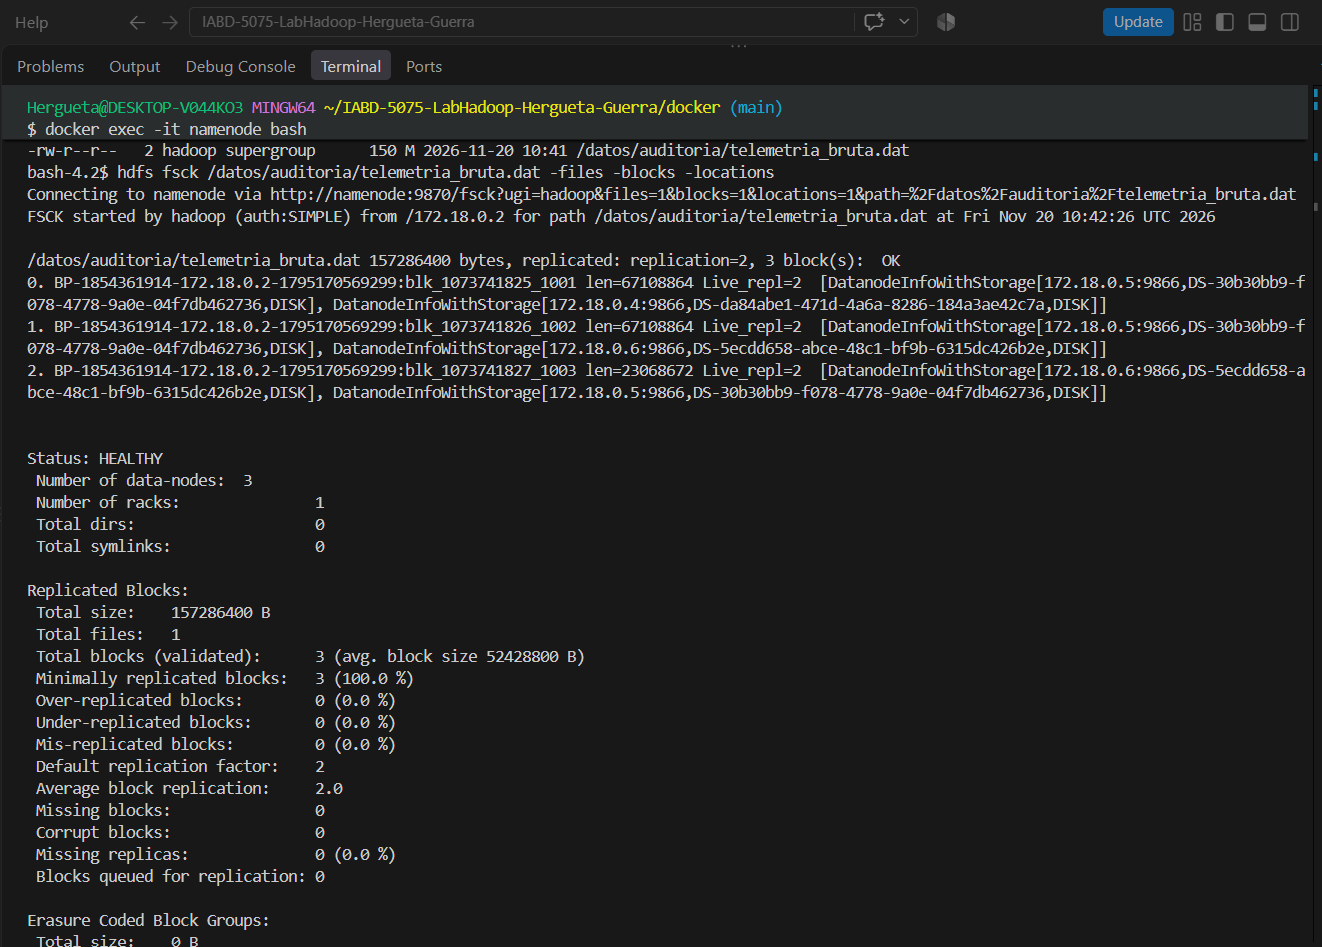 Help
IABD-5075-LabHadoop-Hergueta-Guerra
Update
Problems Output Debug Console Terminal Ports
Hergueta@DESKTOP-V044KO3 MINGW64 ~/IABD-5075-LabHadoop-Hergueta-Guerra/docker (main)
$ docker exec -it namenode bash
-rw-r--r--   2 hadoop supergroup      150 M 2026-11-20 10:41 /datos/auditoria/telemetria_bruta.dat
bash-4.2$ hdfs fsck /datos/auditoria/telemetria_bruta.dat -files -blocks -locations
Connecting to namenode via http://namenode:9870/fsck?ugi=hadoop&files=1&blocks=1&locations=1&path=%2Fdatos%2Fauditoria%2Ftelemetria_bruta.dat
FSCK started by hadoop (auth:SIMPLE) from /172.18.0.2 for path /datos/auditoria/telemetria_bruta.dat at Fri Nov 20 10:42:26 UTC 2026
/datos/auditoria/telemetria_bruta.dat 157286400 bytes, replicated: replication=2, 3 block(s):  OK
0. BP-1854361914-172.18.0.2-1795170569299:blk_1073741825_1001 len=67108864 Live_repl=2  [DatanodeInfoWithStorage[172.18.0.5:9866,DS-30b30bb9-f
078-4778-9a0e-04f7db462736,DISK], DatanodeInfoWithStorage[172.18.0.4:9866,DS-da84abe1-471d-4a6a-8286-184a3ae42c7a,DISK]]
1. BP-1854361914-172.18.0.2-1795170569299:blk_1073741826_1002 len=67108864 Live_repl=2  [DatanodeInfoWithStorage[172.18.0.5:9866,DS-30b30bb9-f
078-4778-9a0e-04f7db462736,DISK], DatanodeInfoWithStorage[172.18.0.6:9866,DS-5ecdd658-abce-48c1-bf9b-6315dc426b2e,DISK]]
2. BP-1854361914-172.18.0.2-1795170569299:blk_1073741827_1003 len=23068672 Live_repl=2  [DatanodeInfoWithStorage[172.18.0.6:9866,DS-5ecdd658-a
bce-48c1-bf9b-6315dc426b2e,DISK], DatanodeInfoWithStorage[172.18.0.5:9866,DS-30b30bb9-f078-4778-9a0e-04f7db462736,DISK]]
Status: HEALTHY
Number of data-nodes:  3
Number of racks:               1
Total dirs:                    0
Total symlinks:                0
Replicated Blocks:
Total size:    157286400 B
Total files:   1
Total blocks (validated):      3 (avg. block size 52428800 B)
Minimally replicated blocks:   3 (100.0 %)
Over-replicated blocks:        0 (0.0 %)
Under-replicated blocks:       0 (0.0 %)
Mis-replicated blocks:         0 (0.0 %)
Default replication factor:    2
Average block replication:     2.0
Missing blocks:                0
Corrupt blocks:                0
Missing replicas:              0 (0.0 %)
Blocks queued for replication: 0
Erasure Coded Block Groups:
Total size:    0 B